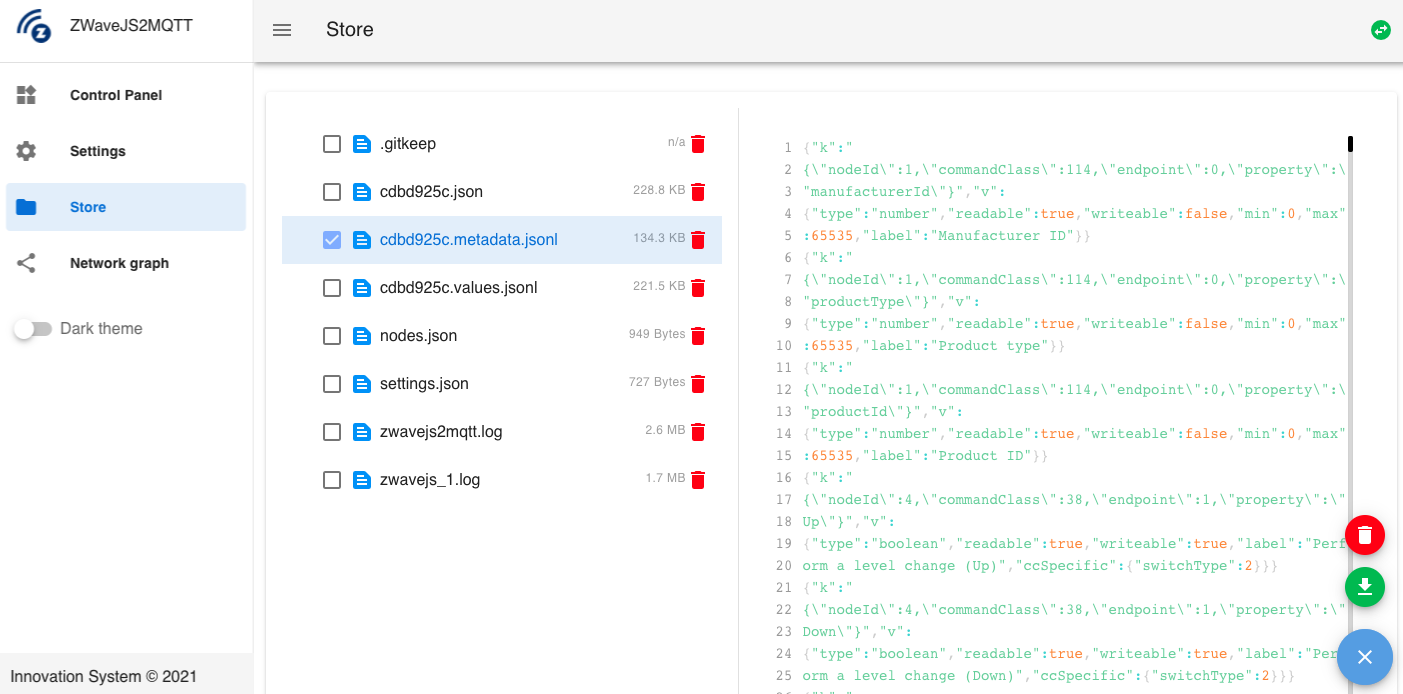 ZWaveJS2MQTT
Store
Control Panel
Settings
Store
Network graph
Dark theme
Innovation System © 2021
.gitkeep n/a
cdbd925c.json 228.8 KB
cdbd925c.metadata.jsonl 134.3 KB
cdbd925c.values.jsonl 221.5 KB
nodes.json 949 Bytes
settings.json 727 Bytes
zwavejs2mqtt.log 2.6 MB
zwavejs_1.log 1.7 MB
1 {"k":"
2 {\"nodeId\":1,\"commandClass\":114,\"endpoint\":0,\"property\":\
3 "manufacturerId\"}","v":
4 {"type":"number","readable":true,"writeable":false,"min":0,"max"
5 :65535,"label":"Manufacturer ID"}}
6 {"k":"
7 {\"nodeId\":1,\"commandClass\":114,\"endpoint\":0,\"property\":\
8 "productType\"}","v":
9 {"type":"number","readable":true,"writeable":false,"min":0,"max"
10 :65535,"label":"Product type"}}
11 {"k":"
12 {\"nodeId\":1,\"commandClass\":114,\"endpoint\":0,\"property\":\
13 "productId\"}","v":
14 {"type":"number","readable":true,"writeable":false,"min":0,"max"
15 :65535,"label":"Product ID"}}
16 {"k":"
17 {\"nodeId\":4,\"commandClass\":38,\"endpoint\":1,\"property\":\"
18 Up\"}","v":
19 {"type":"boolean","readable":true,"writeable":true,"label":"Perf
20 orm a level change (Up)","ccSpecific":{"switchType":2}}}
21 {"k":"
22 {\"nodeId\":4,\"commandClass\":38,\"endpoint\":1,\"property\":\"
23 Down\"}","v":
24 {"type":"boolean","readable":true,"writeable":true,"label":"Perf
25 orm a level change (Down)","ccSpecific":{"switchType":2}}}